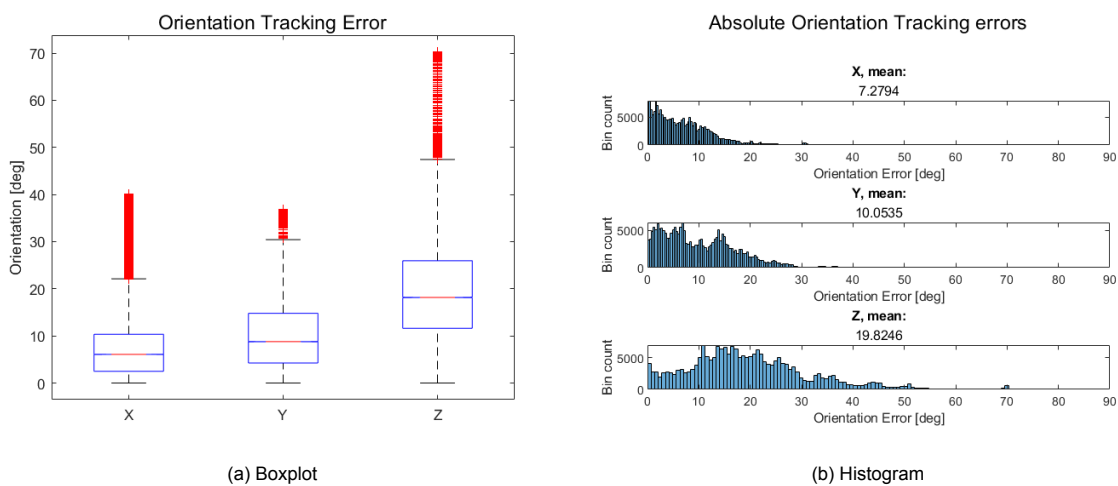 Orientation Tracking Error
Orientation [deg]
70
60
50
40
30
20
10
0
X
Y
Z
(a) Boxplot
Absolute Orientation Tracking errors
X, mean:
7.2794
Bin count
5000
0
0 10 20 30 40 50 60 70 80 90
Orientation Error [deg]
Y, mean:
10.0535
Bin count
5000
0
0 10 20 30 40 50 60 70 80 90
Orientation Error [deg]
Z, mean:
19.8246
Bin count
5000
0
0 10 20 30 40 50 60 70 80 90
Orientation Error [deg]
(b) Histogram